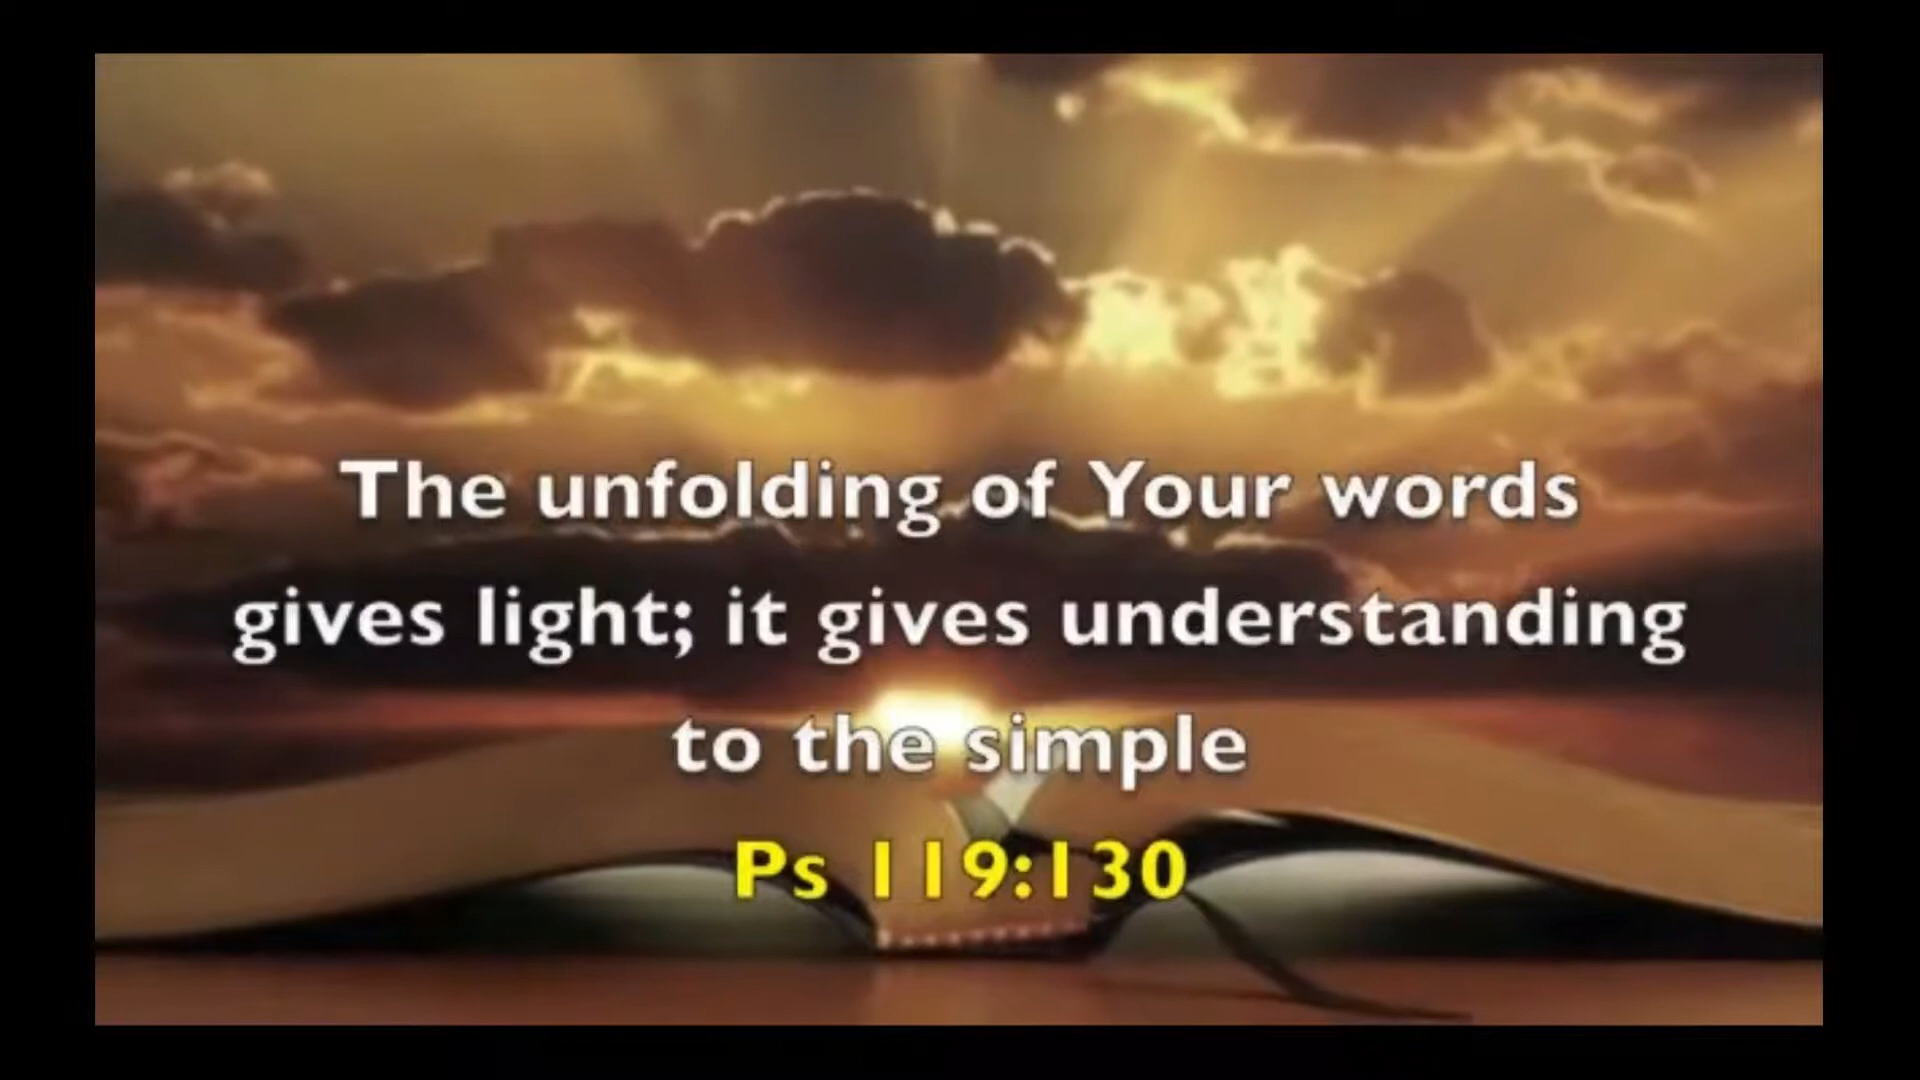 The unfolding of Your words
gives light; it gives understanding
to the simple
Ps 119:130